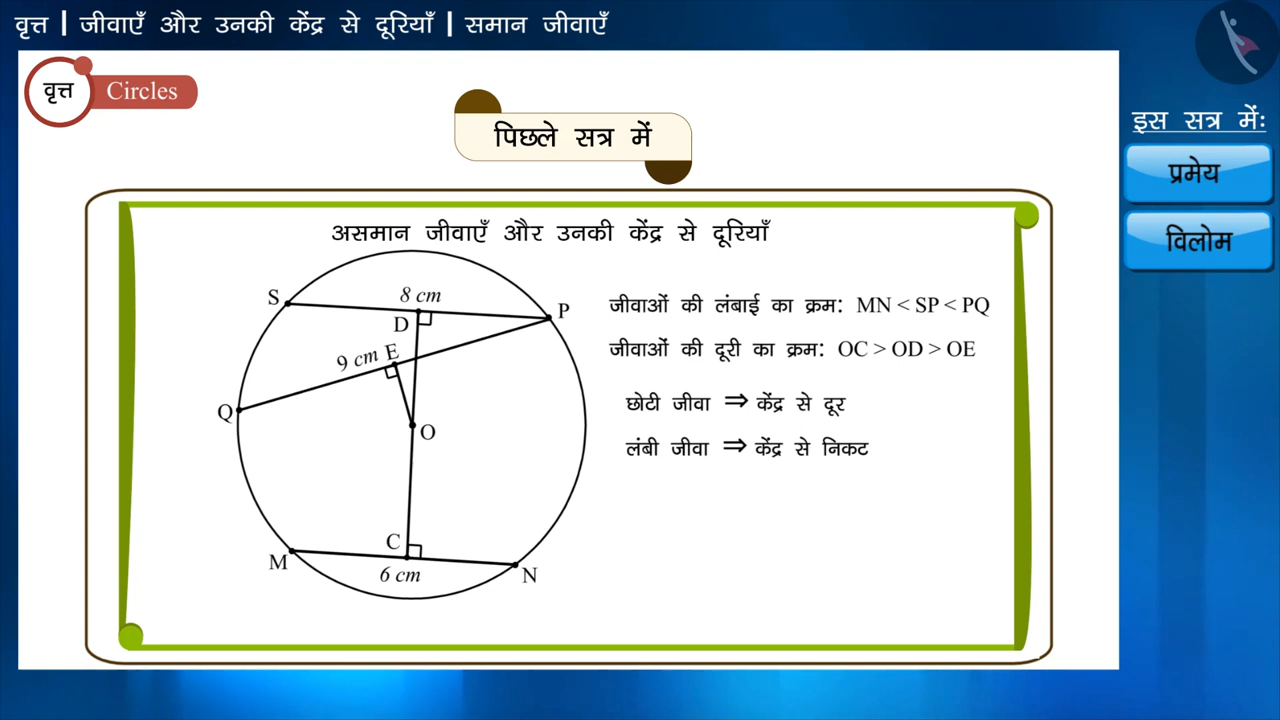 वृत्त | जीवाएँ और उनकी केंद्र से दूरियाँ | समान जीवाएँ
वृत्त Circles
पिछले सत्र में
इस सत्र में:
प्रमेय
विलोम
असमान जीवाएँ और उनकी केंद्र से दूरियाँ
S
8 cm
P
D
9 cm E
Q
O
C
M
6 cm
N
जीवाओं की लंबाई का क्रम: MN < SP < PQ
जीवाओं की दूरी का क्रम: OC > OD > OE
छोटी जीवा ⇒ केंद्र से दूर
लंबी जीवा ⇒ केंद्र से निकट